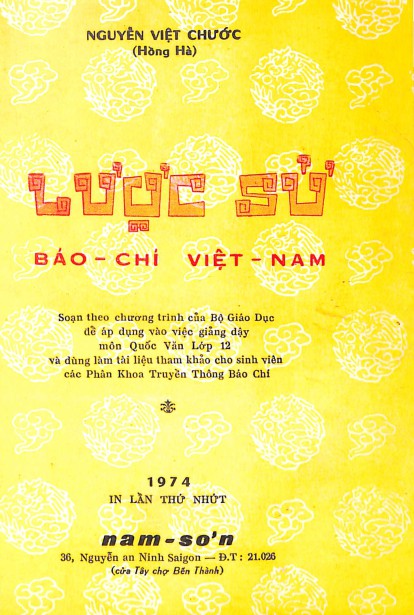 NGUYỄN VIỆT CHƯỚC
(Hồng Hà)
LƯỢC SỬ
BÁO-CHÍ VIỆT-NAM
Soạn theo chương trình của Bộ Giáo Dục
để áp dụng vào việc giảng dậy
môn Quốc Văn Lớp 12
và dùng làm tài liệu tham khảo cho sinh viên
các Phân Khoa Truyền Thông Báo Chí
1974
IN LẦN THỨ NHỨT
nam-sơn
36, Nguyễn an Ninh Saigon — Đ.T : 21.026
(cửa Tây chợ Bến Thành)